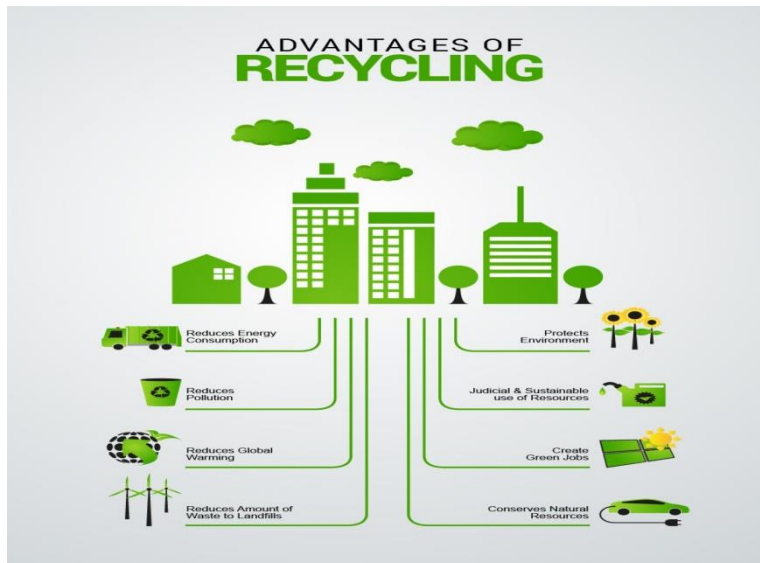 ADVANTAGES OF
RECYCLING
Reduces Energy
Consumption
Reduces
Pollution
Reduces Global
Warming
Reduces Amount of
Waste to Landfills
Protects
Environment
Judicial & Sustainable
use of Resources
Create
Green Jobs
Conserves Natural
Resources